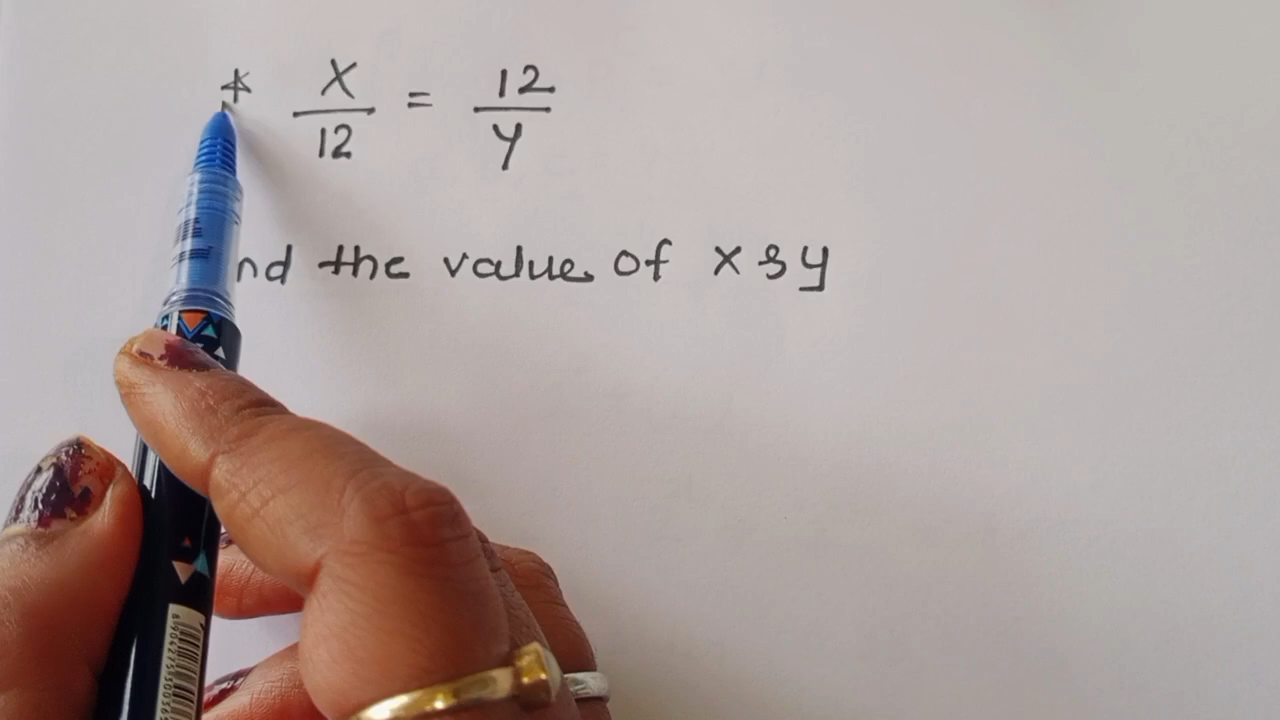 * X/12 = 12/Y
nd the value of x & y